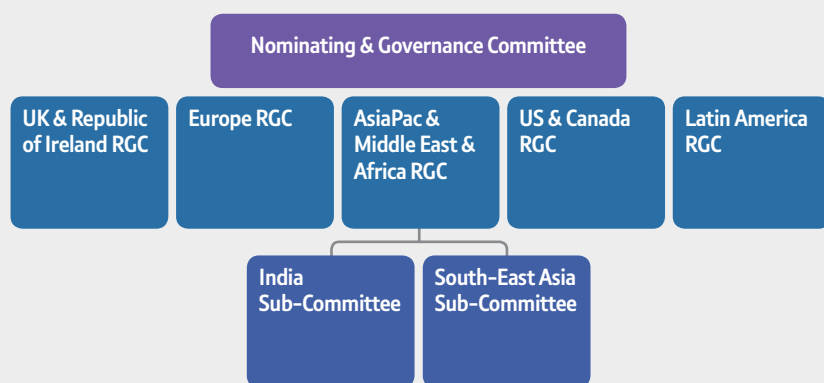 Nominating & Governance Committee
UK & Republic
of Ireland RGC
Europe RGC
AsiaPac &
Middle East &
Africa RGC
US & Canada
RGC
Latin America
RGC
India
Sub-Committee
South-East Asia
Sub-Committee